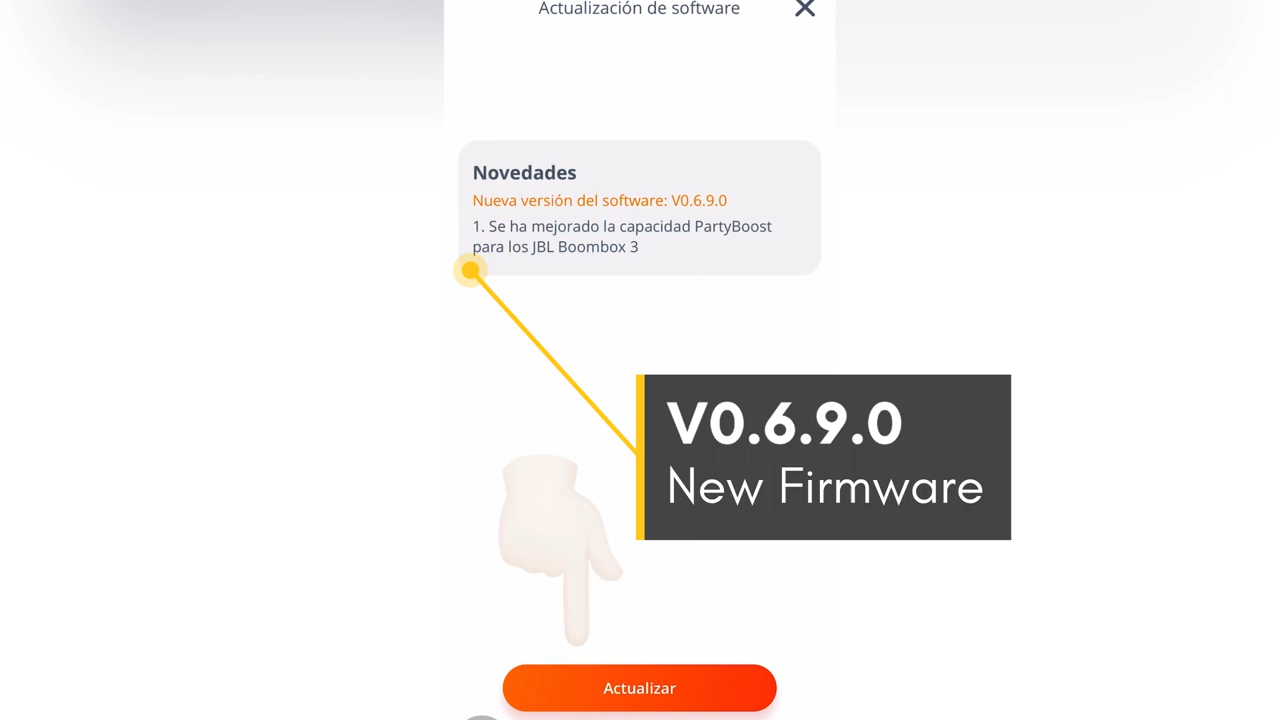 Actualización de software
Novedades
Nueva versión del software: V0.6.9.0
1. Se ha mejorado la capacidad PartyBoost
para los JBL Boombox 3
V0.6.9.0
New Firmware
Actualizar